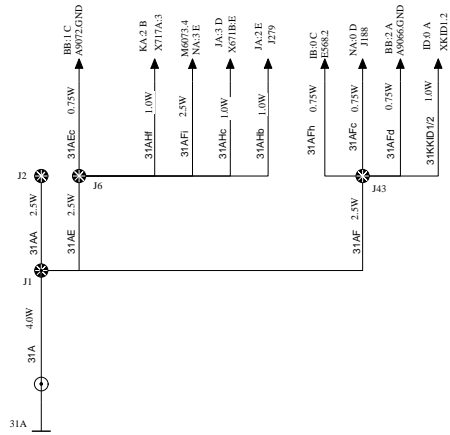 BB:1 C
A9072.GND
KA:2 B
X717A:3
M6073.4
NA:3 E
JA:3 D
X671B:E
JA:2 E
J279
IB:0 C
E568.2
NA:0 D
J188
BB:2 A
A9066.GND
ID:0 A
XKID1.2
31AEc 0.75W
31AHf 1.0W
31AFi 2.5W
31AHc 1.0W
31AHb 1.0W
31AFh 0.75W
31AFc 0.75W
31AFd 0.75W
31KKID1/2 1.0W
J2
J6
J43
31AA 2.5W
31AE 2.5W
31AF 2.5W
J1
31A 4.0W
31A